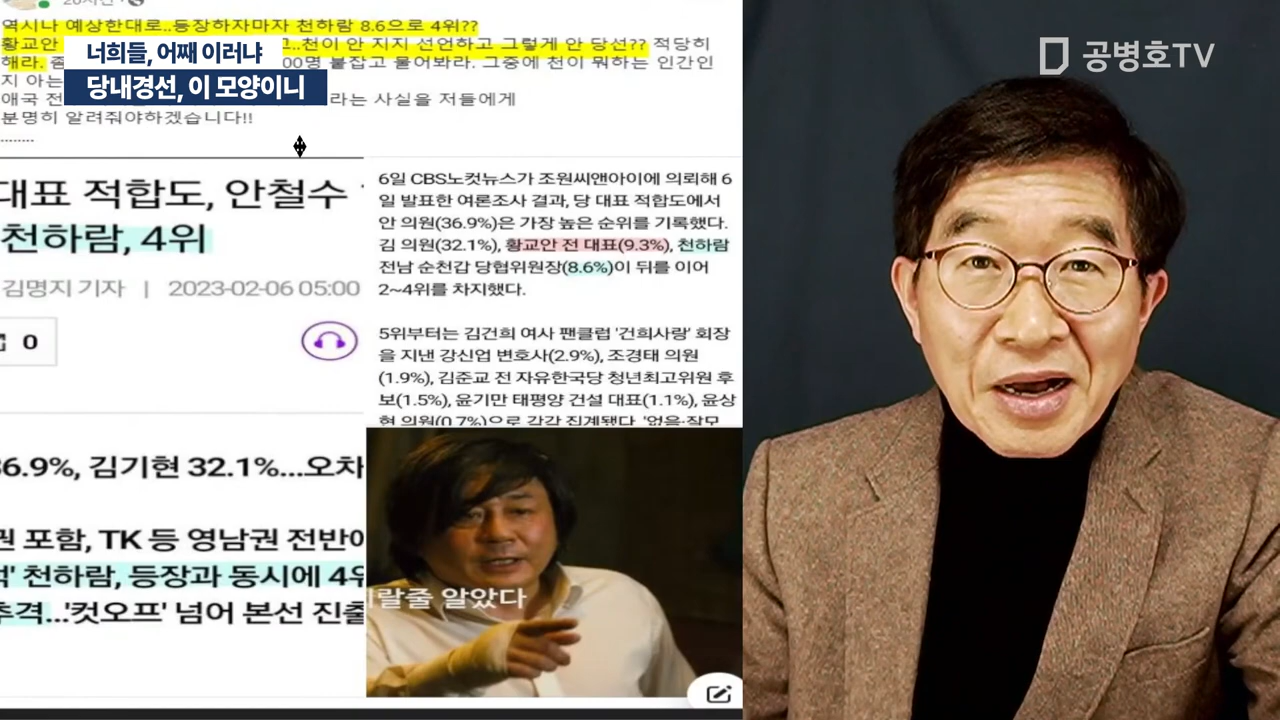 역시나 예상한대로..등장하자마자 천하람 8.6으로 4위??
황교안
..천이 안 지지 선언하고 그렇게 안 당선?? 적당히
해라.
00명 붙잡고 물어봐라. 그중에 천이 뭐하는 인간인
지 아는
애국 전
라는 사실을 저들에게
분명히 알려줘야하겠습니다!!
너희들, 어째 이러냐
당내경선, 이 모양이니
공병호TV
대표 적합도, 안철수
천하람, 4위
김명지 기자 | 2023-02-06 05:00
0
6일 CBS노컷뉴스가 조원씨앤아이에 의뢰해 6
일 발표한 여론조사 결과, 당 대표 적합도에서
안 의원(36.9%)은 가장 높은 순위를 기록했다.
김 의원(32.1%), 황교안 전 대표(9.3%), 천하람
전남 순천갑 당협위원장(8.6%)이 뒤를 이어
2~4위를 차지했다.
5위부터는 김건희 여사 팬클럽 '건희사랑' 회장
을 지낸 강신업 변호사(2.9%), 조경태 의원
(1.9%), 김준교 전 자유한국당 청년최고위원 후
보(1.5%), 윤기만 태평양 건설 대표(1.1%), 윤상
현 의원(0.7%)으로 각각 집계됐다. '없음·잘모
36.9%, 김기현 32.1%...오차
권 포함, TK 등 영남권 전반에
천하람, 등장과 동시에 4위
추격...'컷오프' 넘어 본선 진출
랄줄 알았다